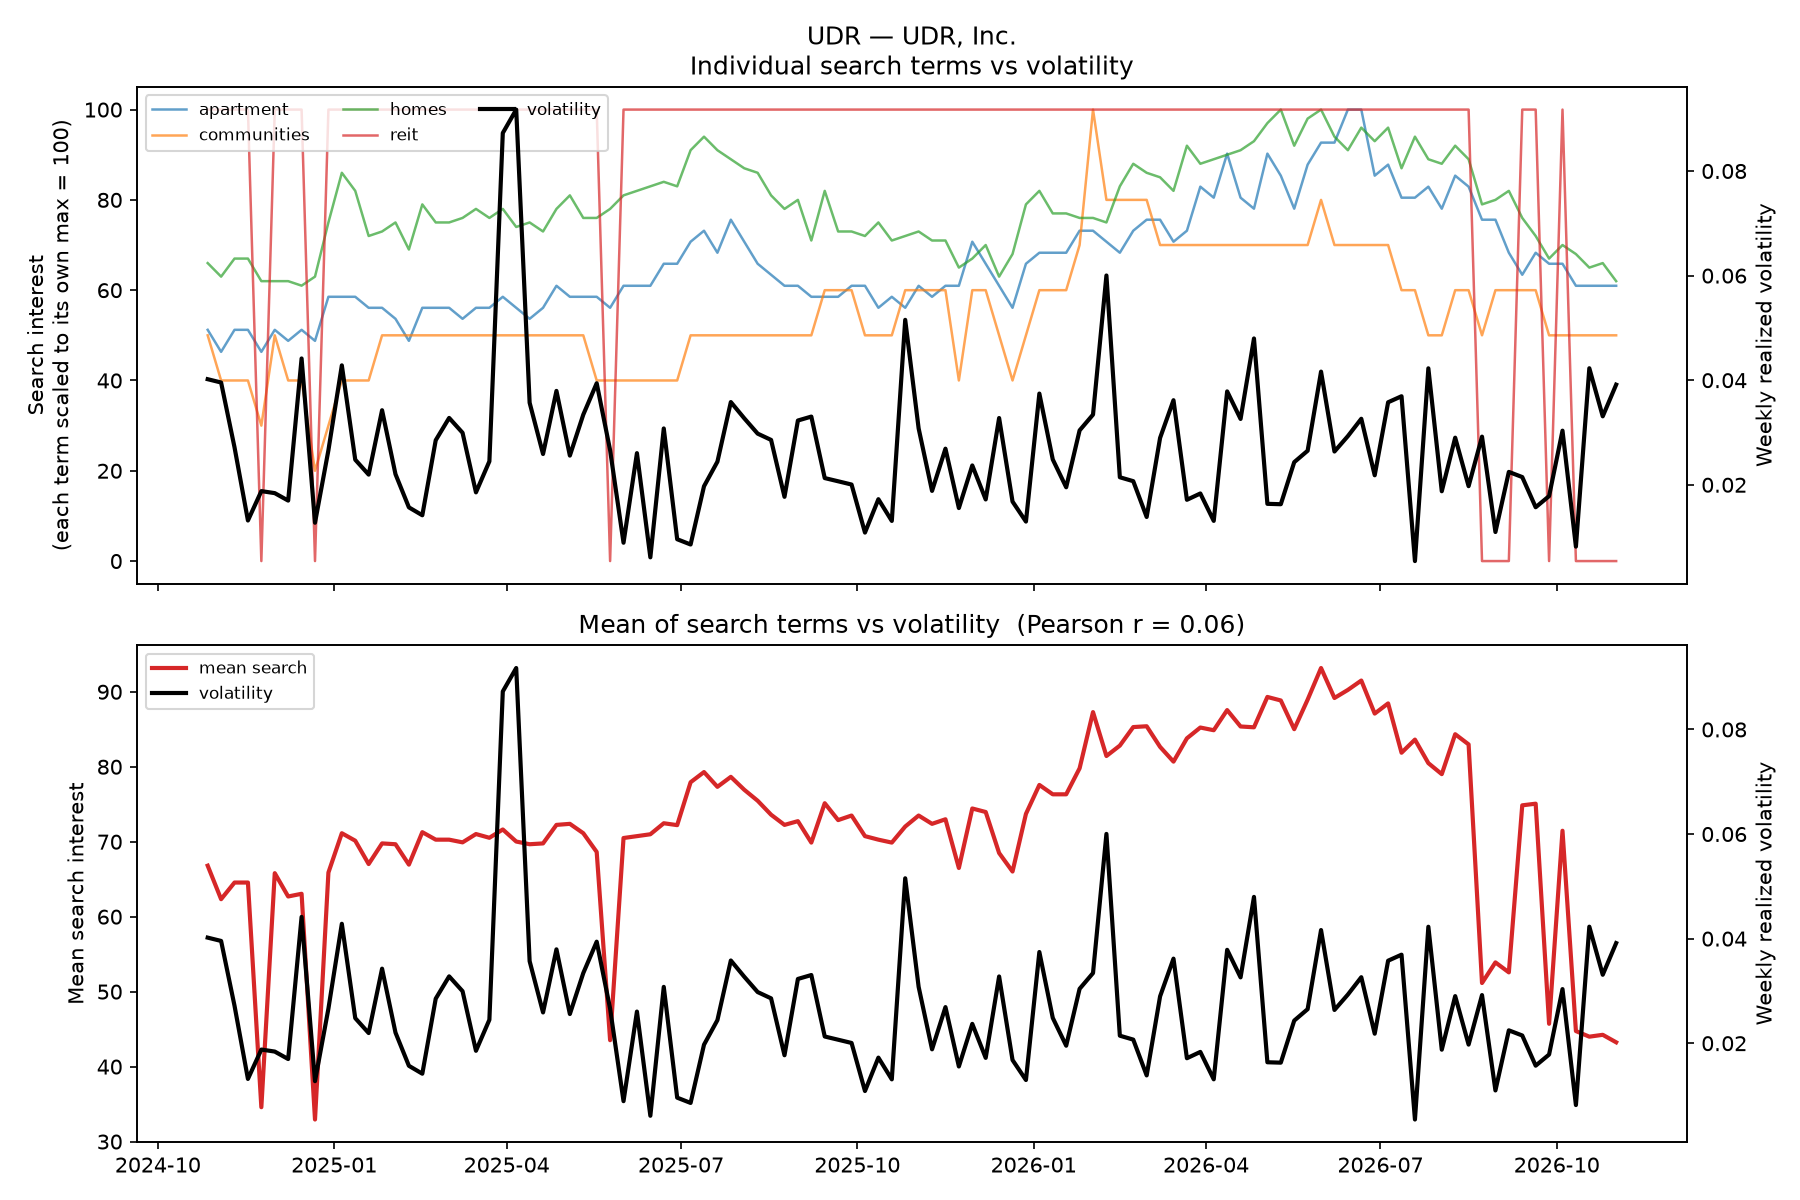 UDR — UDR, Inc.
Individual search terms vs volatility
apartment
communities
homes
reit
volatility
Search interest
(each term scaled to its own max = 100)
100
80
60
40
20
0
0.08
0.06
0.04
0.02
Weekly realized volatility
Mean of search terms vs volatility  (Pearson r = 0.06)
mean search
volatility
Mean search interest
90
80
70
60
50
40
30
0.08
0.06
0.04
0.02
Weekly realized volatility
2024-10
2025-01
2025-04
2025-07
2025-10
2026-01
2026-04
2026-07
2026-10